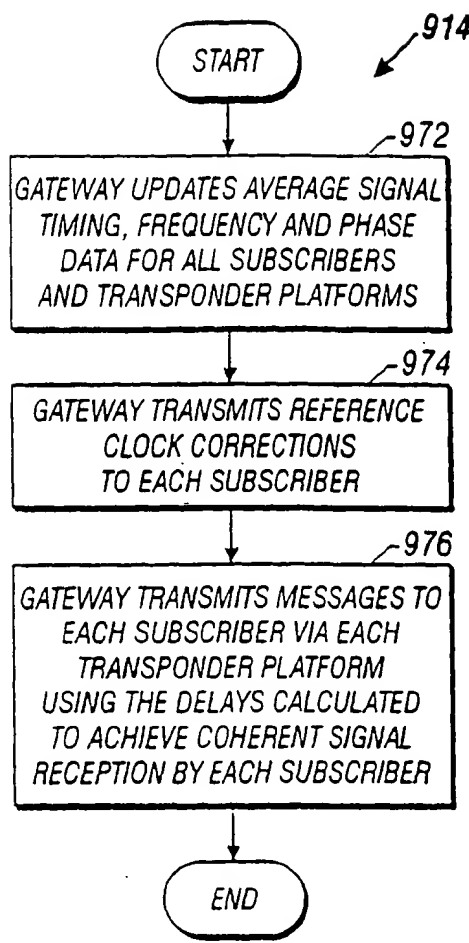 914
START
972
GATEWAY UPDATES AVERAGE SIGNAL
TIMING, FREQUENCY AND PHASE
DATA FOR ALL SUBSCRIBERS
AND TRANSPONDER PLATFORMS
974
GATEWAY TRANSMITS REFERENCE
CLOCK CORRECTIONS
TO EACH SUBSCRIBER
976
GATEWAY TRANSMITS MESSAGES TO
EACH SUBSCRIBER VIA EACH
TRANSPONDER PLATFORM
USING THE DELAYS CALCULATED
TO ACHIEVE COHERENT SIGNAL
RECEPTION BY EACH SUBSCRIBER
END